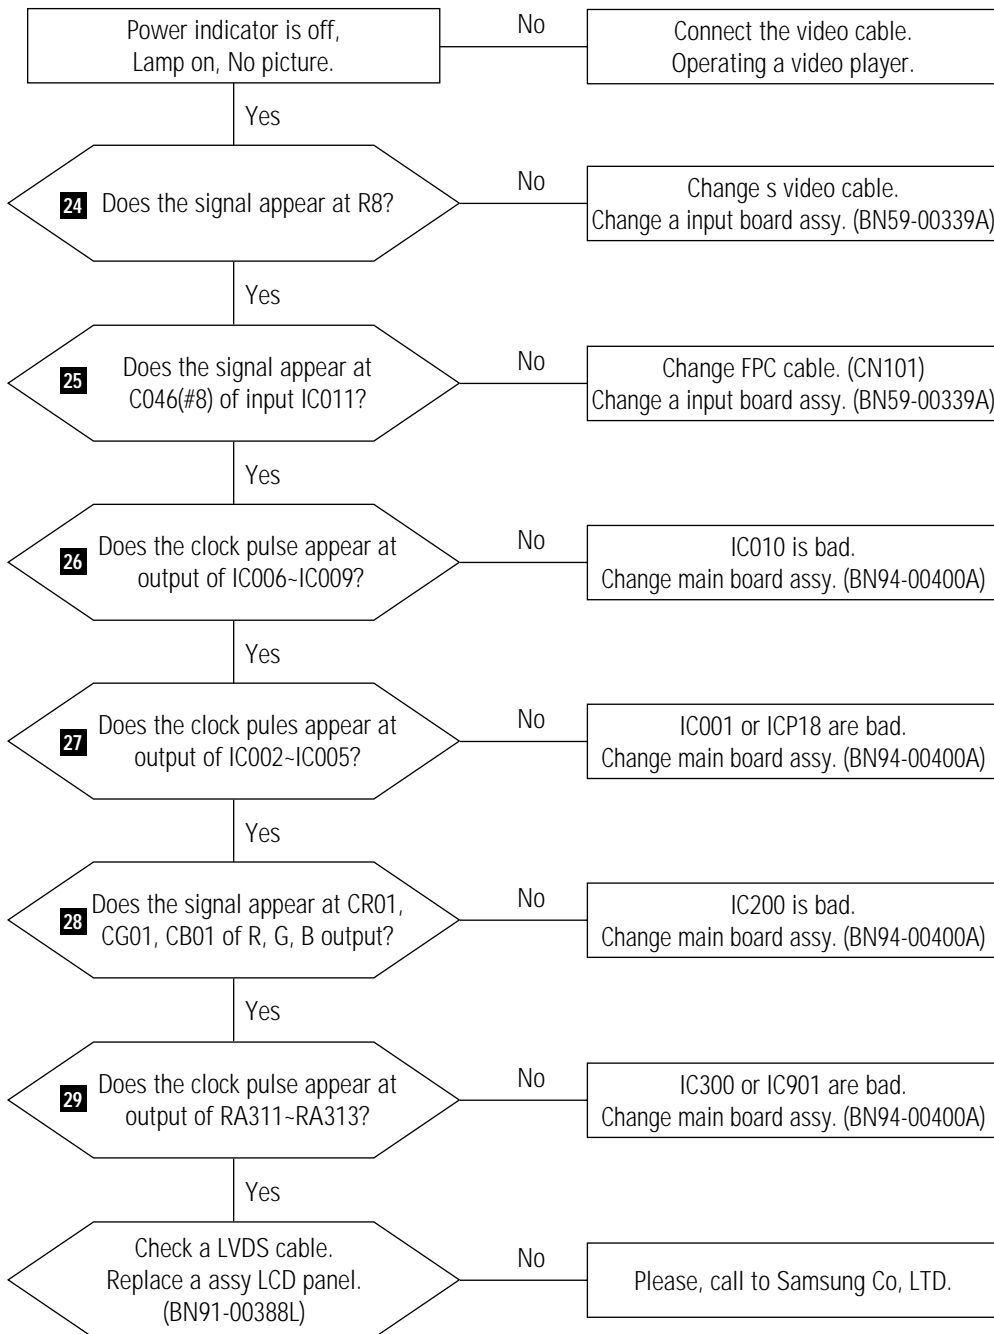 Power indicator is off,
Lamp on, No picture.
No
Connect the video cable.
Operating a video player.
Yes
24 Does the signal appear at R8?
No
Change s video cable.
Change a input board assy. (BN59-00339A)
Yes
25 Does the signal appear at
C046(#8) of input IC011?
No
Change FPC cable. (CN101)
Change a input board assy. (BN59-00339A)
Yes
26 Does the clock pulse appear at
output of IC006~IC009?
No
IC010 is bad.
Change main board assy. (BN94-00400A)
Yes
27 Does the clock pules appear at
output of IC002~IC005?
No
IC001 or ICP18 are bad.
Change main board assy. (BN94-00400A)
Yes
28 Does the signal appear at CR01,
CG01, CB01 of R, G, B output?
No
IC200 is bad.
Change main board assy. (BN94-00400A)
Yes
29 Does the clock pulse appear at
output of RA311~RA313?
No
IC300 or IC901 are bad.
Change main board assy. (BN94-00400A)
Yes
Check a LVDS cable.
Replace a assy LCD panel.
(BN91-00388L)
No
Please, call to Samsung Co, LTD.